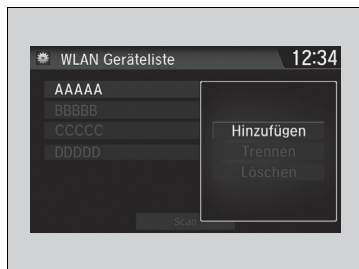 WLAN Geräteliste 12:34
AAAAA
BBBBB
CCCCC
DDDDD
Hinzufügen
Trennen
Löschen
Scan